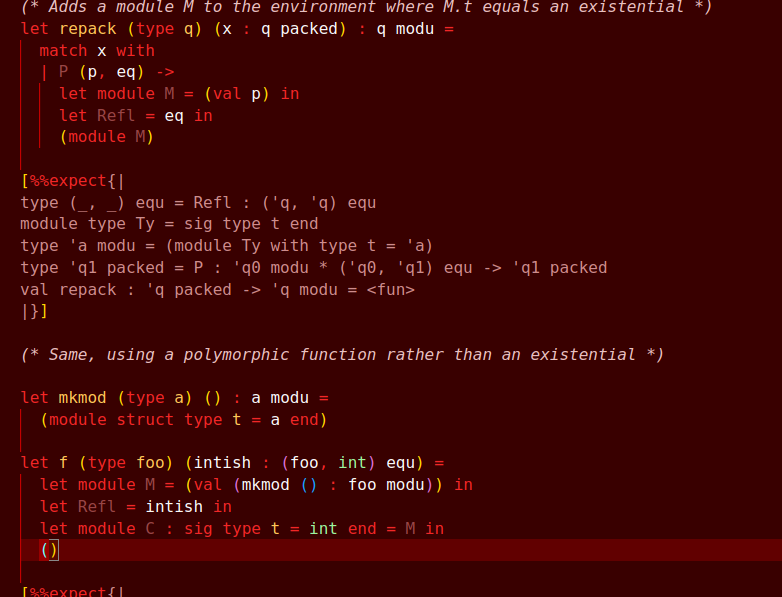 (* Adds a module M to the environment where M.t equals an existential *)
let repack (type q) (x : q packed) : q modu =
  match x with
  | P (p, eq) ->
    let module M = (val p) in
    let Refl = eq in
    (module M)
[%%expect{|
type (_, _) equ = Refl : ('q, 'q) equ
module type Ty = sig type t end
type 'a modu = (module Ty with type t = 'a)
type 'q1 packed = P : 'q0 modu * ('q0, 'q1) equ -> 'q1 packed
val repack : 'q packed -> 'q modu = <fun>
|}]
(* Same, using a polymorphic function rather than an existential *)
let mkmod (type a) () : a modu =
  (module struct type t = a end)
let f (type foo) (intish : (foo, int) equ) =
  let module M = (val (mkmod () : foo modu)) in
  let Refl = intish in
  let module C : sig type t = int end = M in
  ()
[%%expect{|